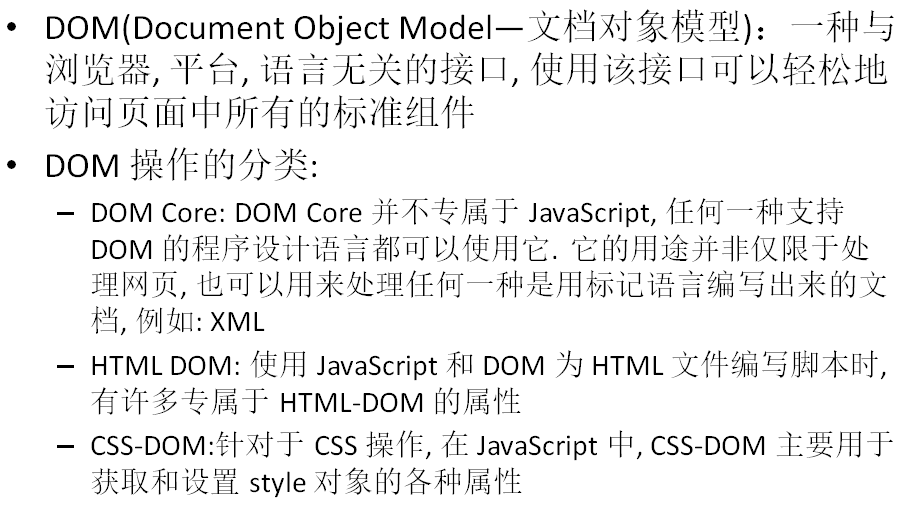 • DOM(Document Object Model—文档对象模型)：一种与
浏览器, 平台, 语言无关的接口, 使用该接口可以轻松地
访问页面中所有的标准组件
• DOM 操作的分类:
– DOM Core: DOM Core 并不专属于 JavaScript, 任何一种支持
DOM 的程序设计语言都可以使用它. 它的用途并非仅限于处
理网页, 也可以用来处理任何一种是用标记语言编写出来的文
档, 例如: XML
– HTML DOM: 使用 JavaScript 和 DOM 为 HTML 文件编写脚本时,
有许多专属于 HTML-DOM 的属性
– CSS-DOM:针对于 CSS 操作, 在 JavaScript 中, CSS-DOM 主要用于
获取和设置 style 对象的各种属性